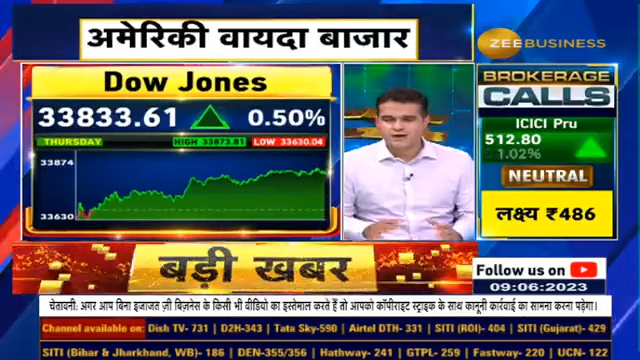 अमेरिकी वायदा बाजार
ZEE BUSINESS
Dow Jones
33833.61 0.50%
THURSDAY HIGH 33873.81 LOW 33630.04
33874
33630
BROKERAGE
CALLS
ICICI Pru
512.80
1.02%
NEUTRAL
लक्ष्य ₹486
बड़ी खबर
Follow us on
09:06:2023
चेतावनी: अगर आप बिना इजाजत ज़ी बिज़नेस के किसी भी वीडियो का इस्तेमाल करते हैं तो आपको कॉपीराइट स्ट्राइक के साथ कानूनी कार्रवाई का सामना करना पड़ेगा।
Channel available on: Dish TV- 731 | D2H-343 | Tata Sky-590 | Airtel DTH- 331 | SITI (ROI) - 404 | SITI (Gujarat) - 429
SITI (Bihar & Jharkhand, WB)- 186 | DEN-355/356 | Hathway- 241 | GTPL- 259 | Fastway- 220 | UCN- 122